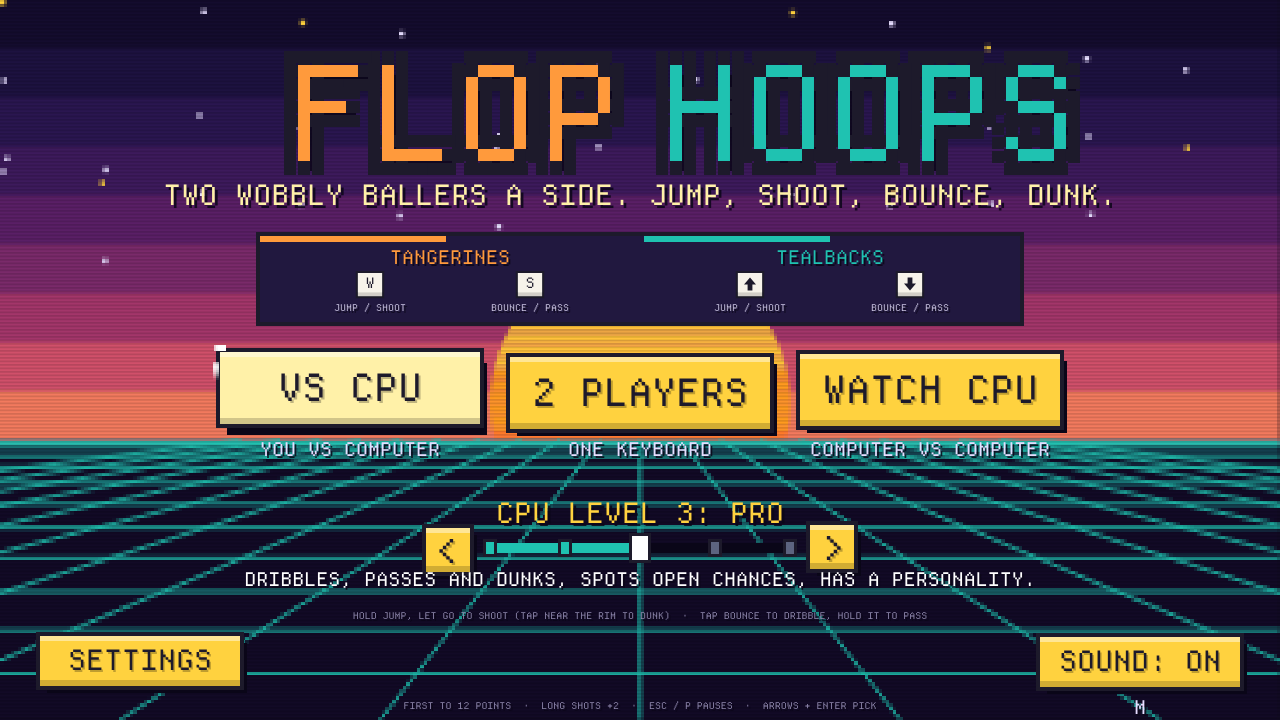 FLOP HOOPS
TWO WOBBLY BALLERS A SIDE. JUMP, SHOOT, BOUNCE, DUNK.
TANGERINES TEALBACKS
W S
JUMP / SHOOT BOUNCE / PASS JUMP / SHOOT BOUNCE / PASS
VS CPU 2 PLAYERS WATCH CPU
YOU VS COMPUTER ONE KEYBOARD COMPUTER VS COMPUTER
CPU LEVEL 3: PRO
< >
DRIBBLES, PASSES AND DUNKS, SPOTS OPEN CHANCES, HAS A PERSONALITY.
HOLD JUMP, LET GO TO SHOOT (TAP NEAR THE RIM TO DUNK) · TAP BOUNCE TO DRIBBLE, HOLD IT TO PASS
SETTINGS SOUND: ON
FIRST TO 12 POINTS · LONG SHOTS +2 · ESC / P PAUSES · ARROWS + ENTER PICK
M